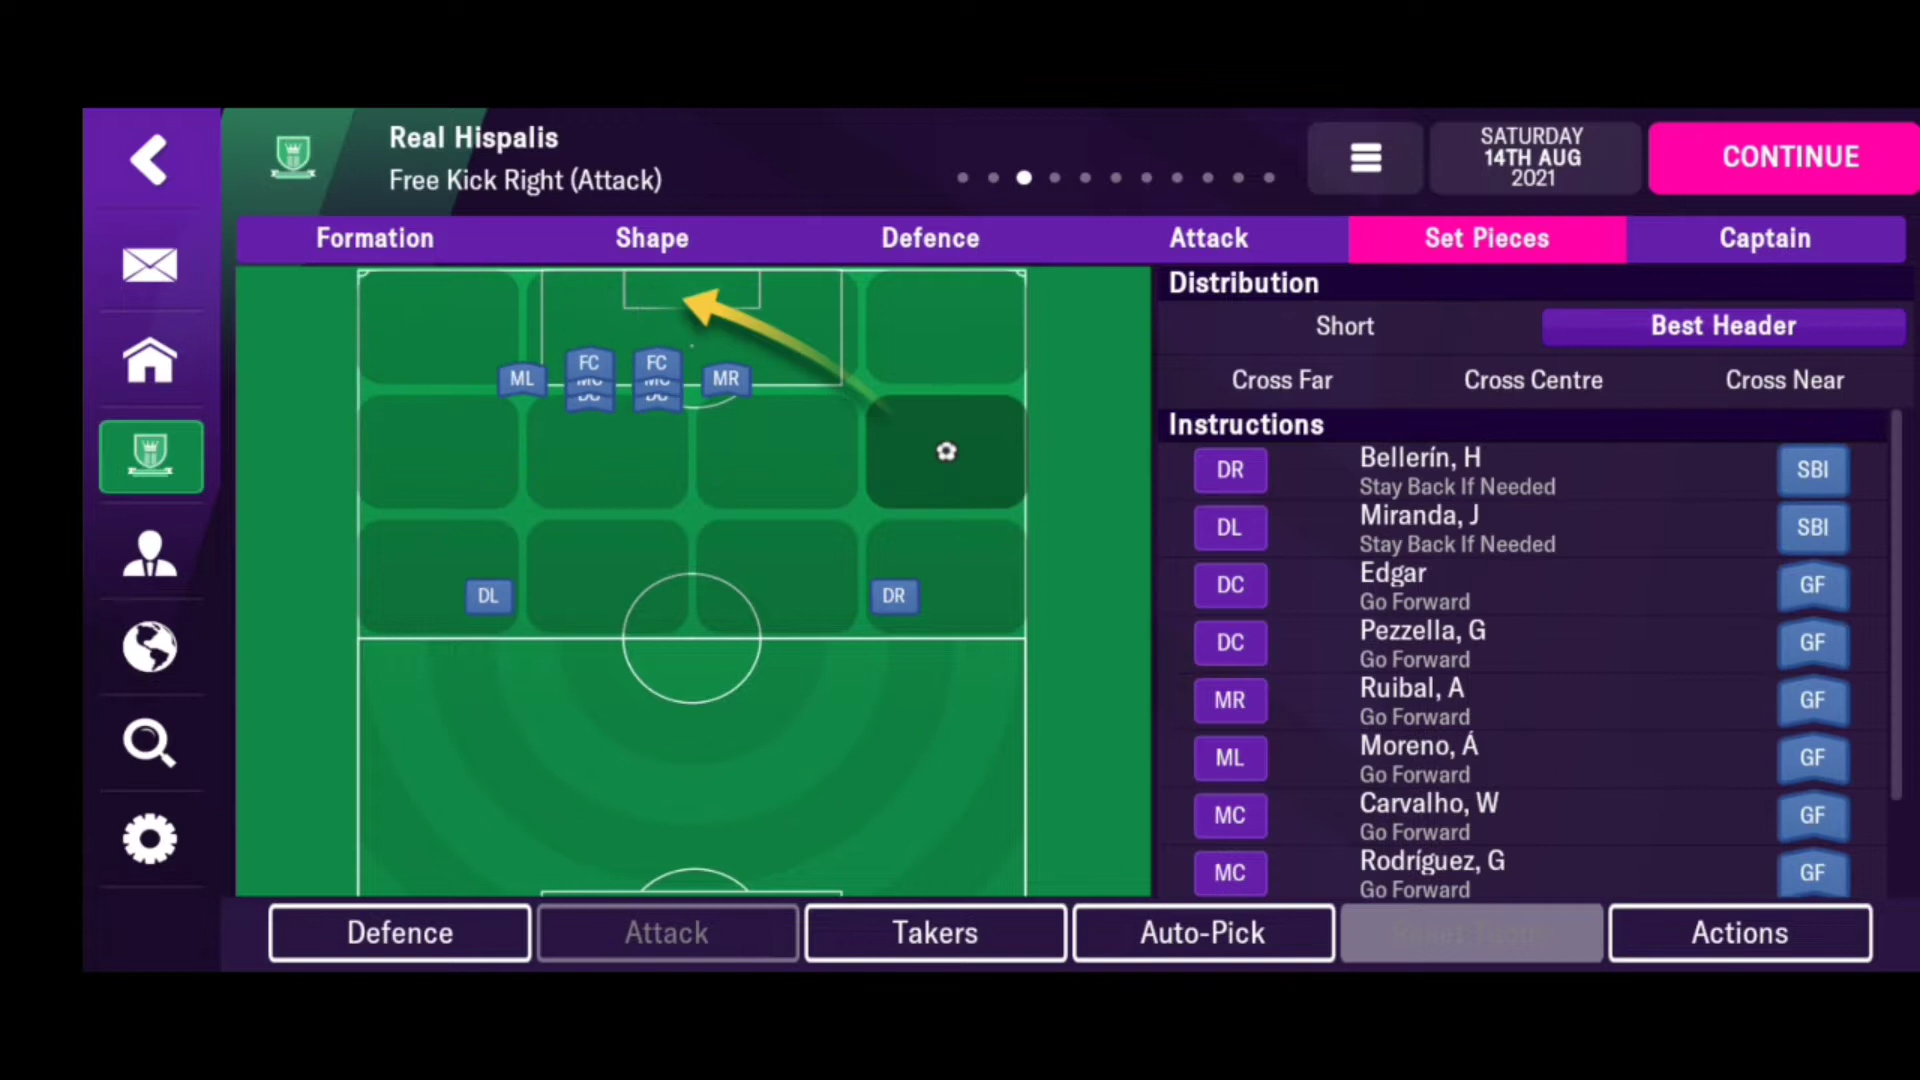 Real Hispalis
Free Kick Right (Attack)
SATURDAY
14TH AUG
2021
CONTINUE
Formation
Shape
Defence
Attack
Set Pieces
Captain
Distribution
Short
Best Header
Cross Far
Cross Centre
Cross Near
Instructions
ML
FC
MC
DC
FC
MC
DC
MR
DL
DR
DR
Bellerín, H
Stay Back If Needed
SBI
DL
Miranda, J
Stay Back If Needed
SBI
DC
Edgar
Go Forward
GF
DC
Pezzella, G
Go Forward
GF
MR
Ruibal, A
Go Forward
GF
ML
Moreno, Á
Go Forward
GF
MC
Carvalho, W
Go Forward
GF
MC
Rodríguez, G
Go Forward
GF
Defence
Attack
Takers
Auto-Pick
Actions